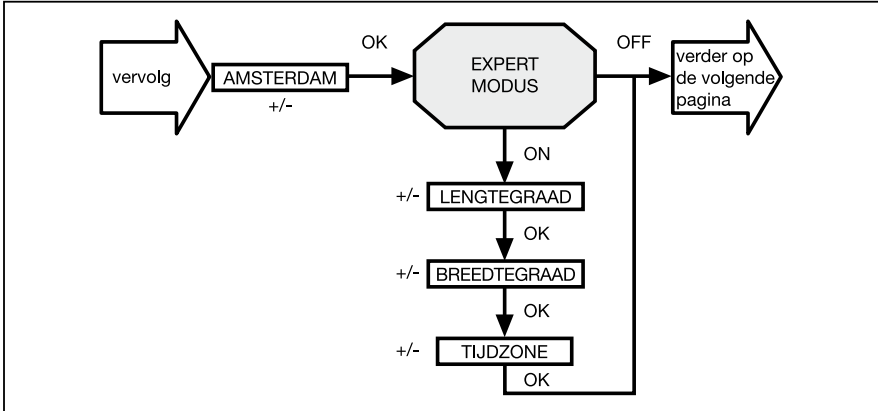 vervolg
AMSTERDAM
+/-
OK
EXPERT
MODUS
OFF
verder op
de volgende
pagina
ON
+/- LENGTEGRAAD
OK
+/- BREEDTEGRAAD
OK
+/- TIJDZONE
OK